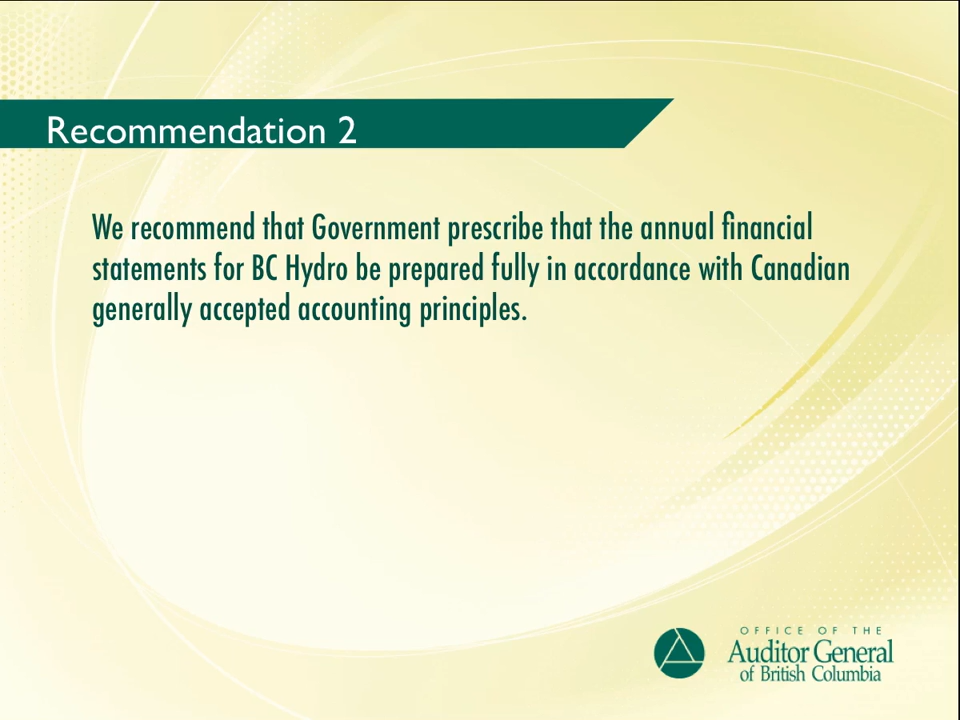 Recommendation 2
We recommend that Government prescribe that the annual financial
statements for BC Hydro be prepared fully in accordance with Canadian
generally accepted accounting principles.
OFFICE OF THE
Auditor General
of British Columbia